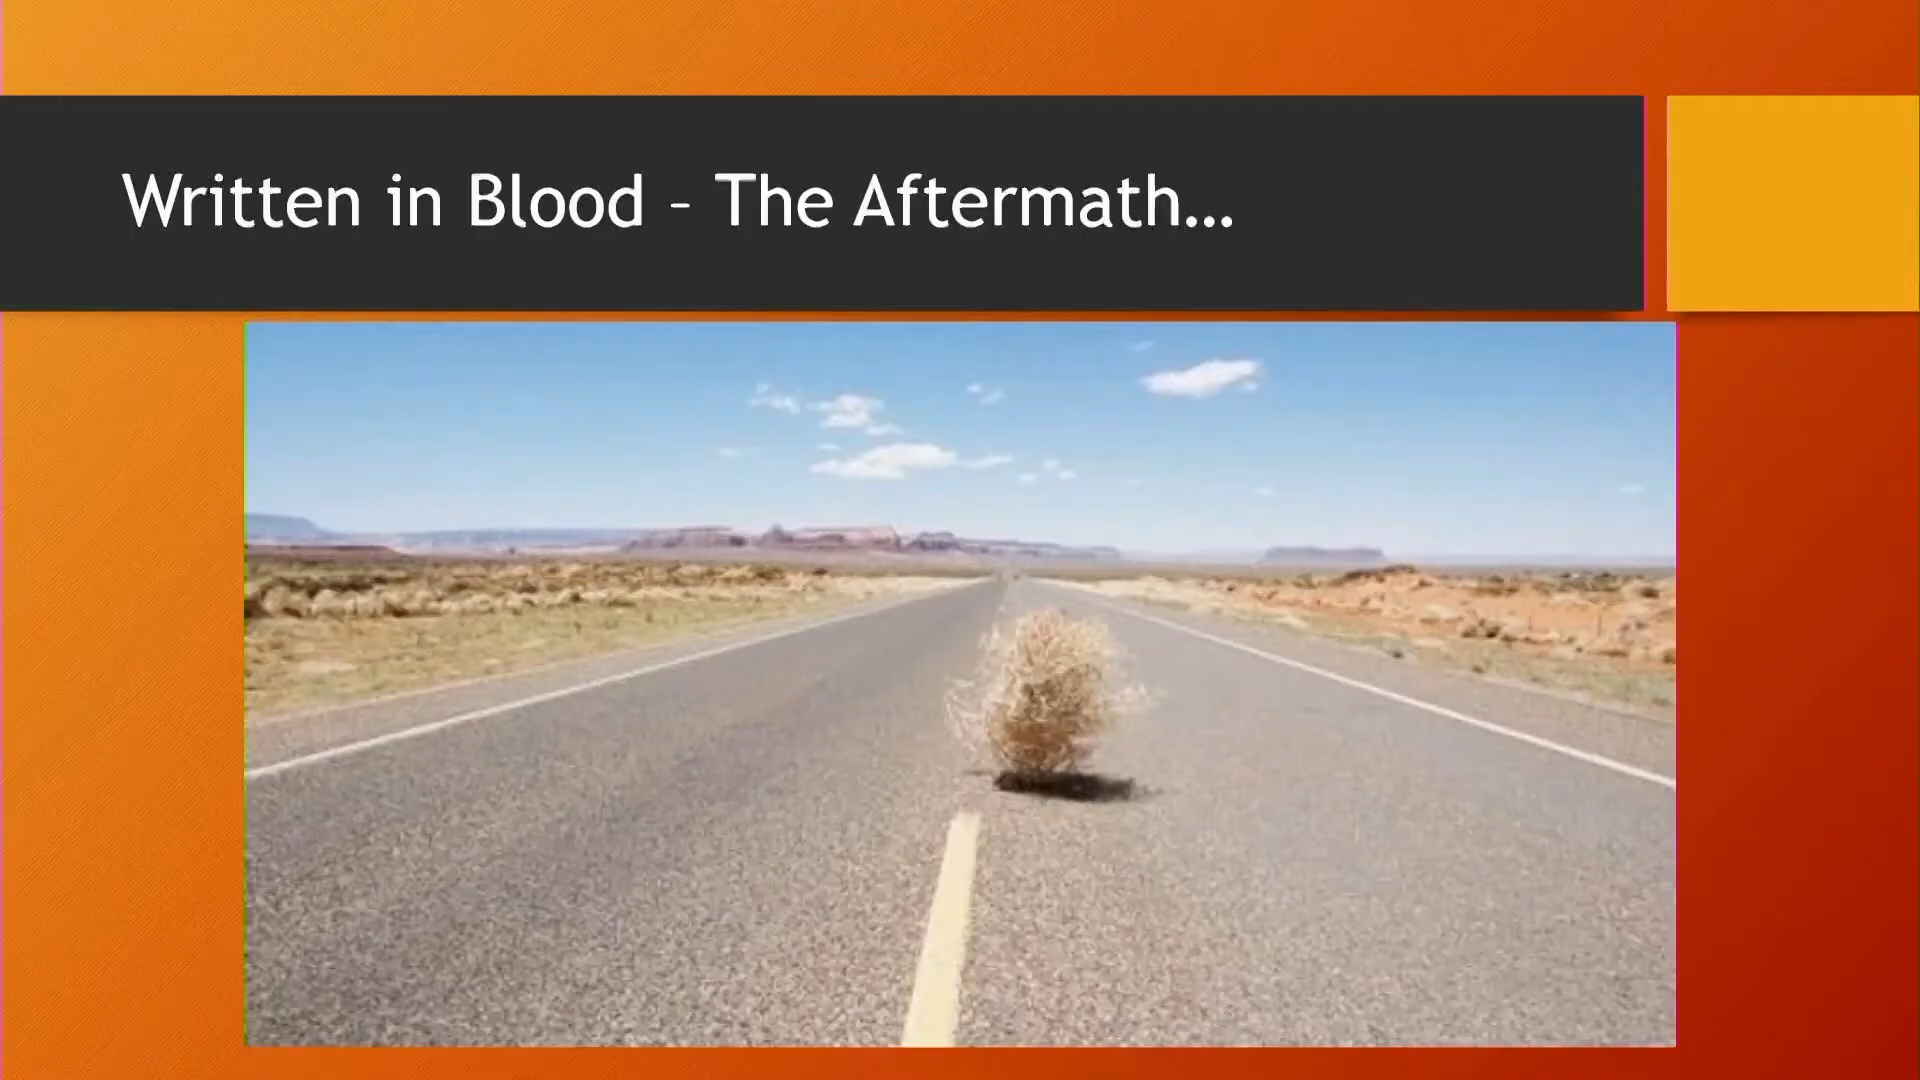 Written in Blood – The Aftermath…